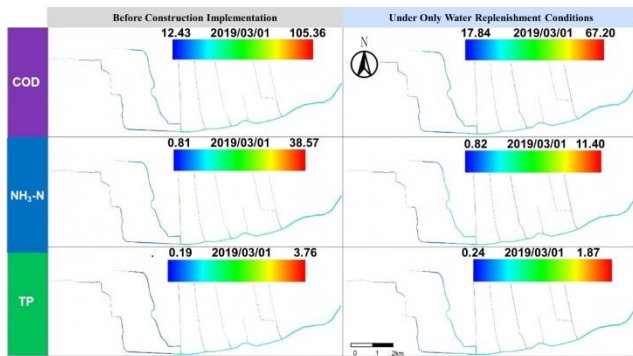 Before Construction Implementation
Under Only Water Replenishment Conditions
COD
12.43 2019/03/01 105.36
N
17.84 2019/03/01 67.20
NH₃-N
0.81 2019/03/01 38.57
0.82 2019/03/01 11.40
TP
0.19 2019/03/01 3.76
0.24 2019/03/01 1.87
0 1 2km